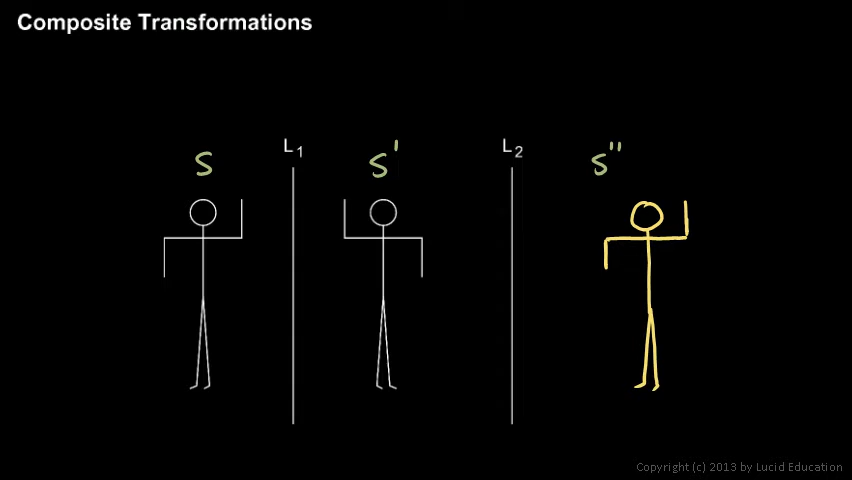 Composite Transformations
S
L1
S'
L2
S"
Copyright (c) 2013 by Lucid Education